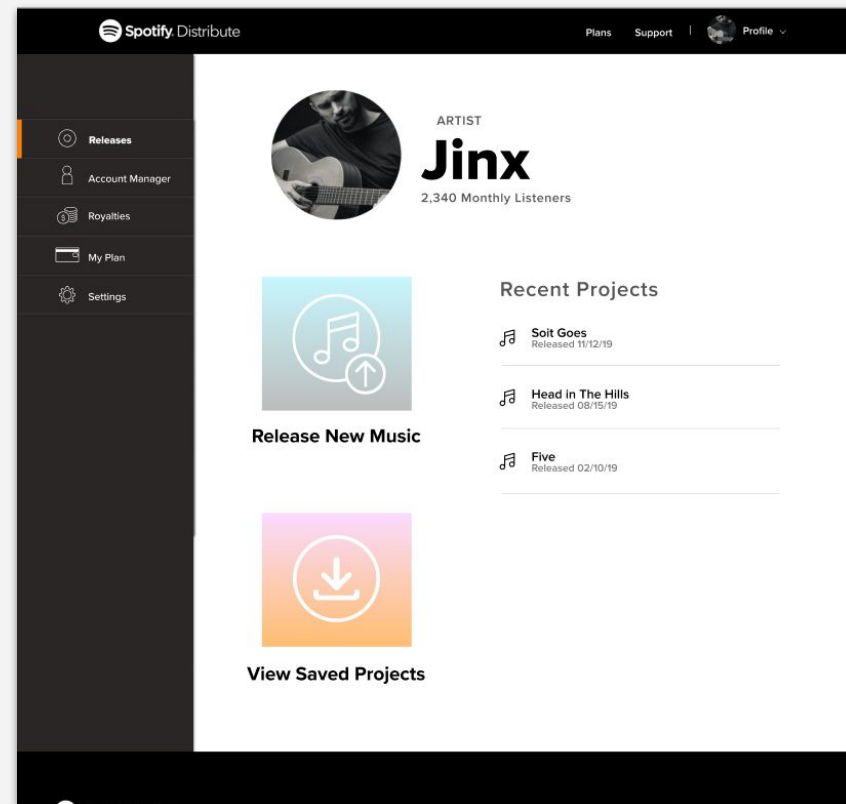 Spotify. Distribute
Plans Support | Profile
Releases
Account Manager
Royalties
My Plan
Settings
ARTIST
Jinx
2,340 Monthly Listeners
Release New Music
View Saved Projects
Recent Projects
Soit Goes
Released 11/12/19
Head in The Hills
Released 08/15/19
Five
Released 02/10/19